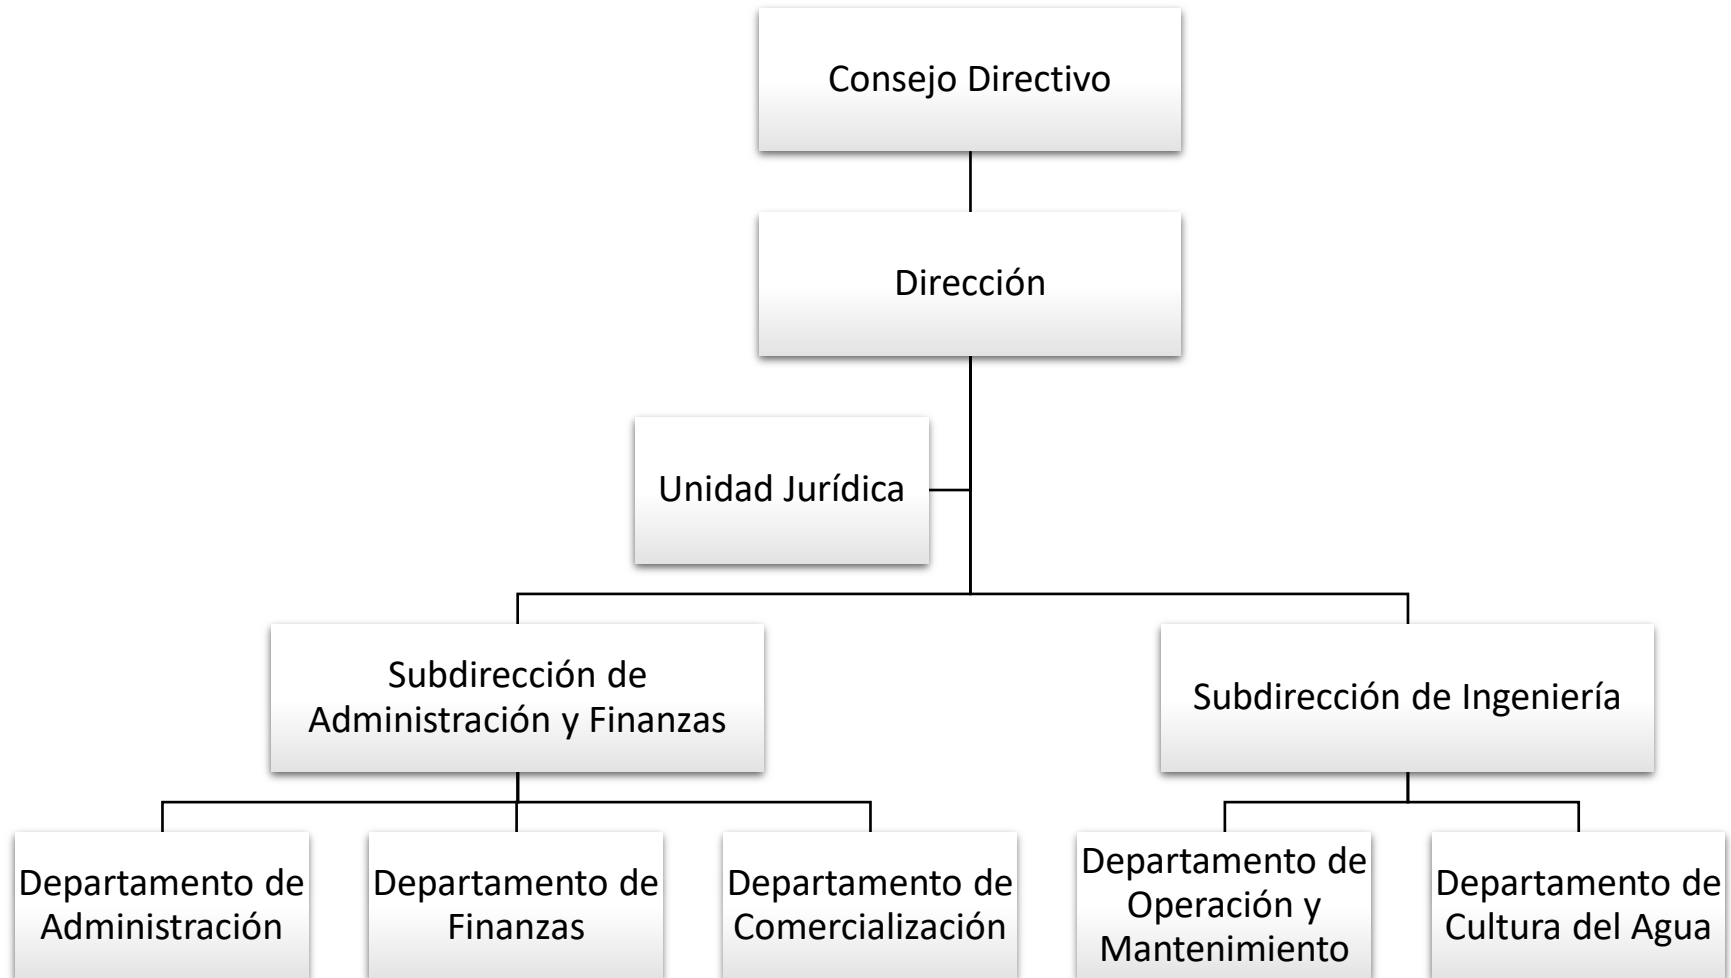 Consejo Directivo
Dirección
Unidad Jurídica
Subdirección de
Administración y Finanzas
Subdirección de Ingeniería
Departamento de
Administración
Departamento de
Finanzas
Departamento de
Comercialización
Departamento de
Operación y
Mantenimiento
Departamento de
Cultura del Agua